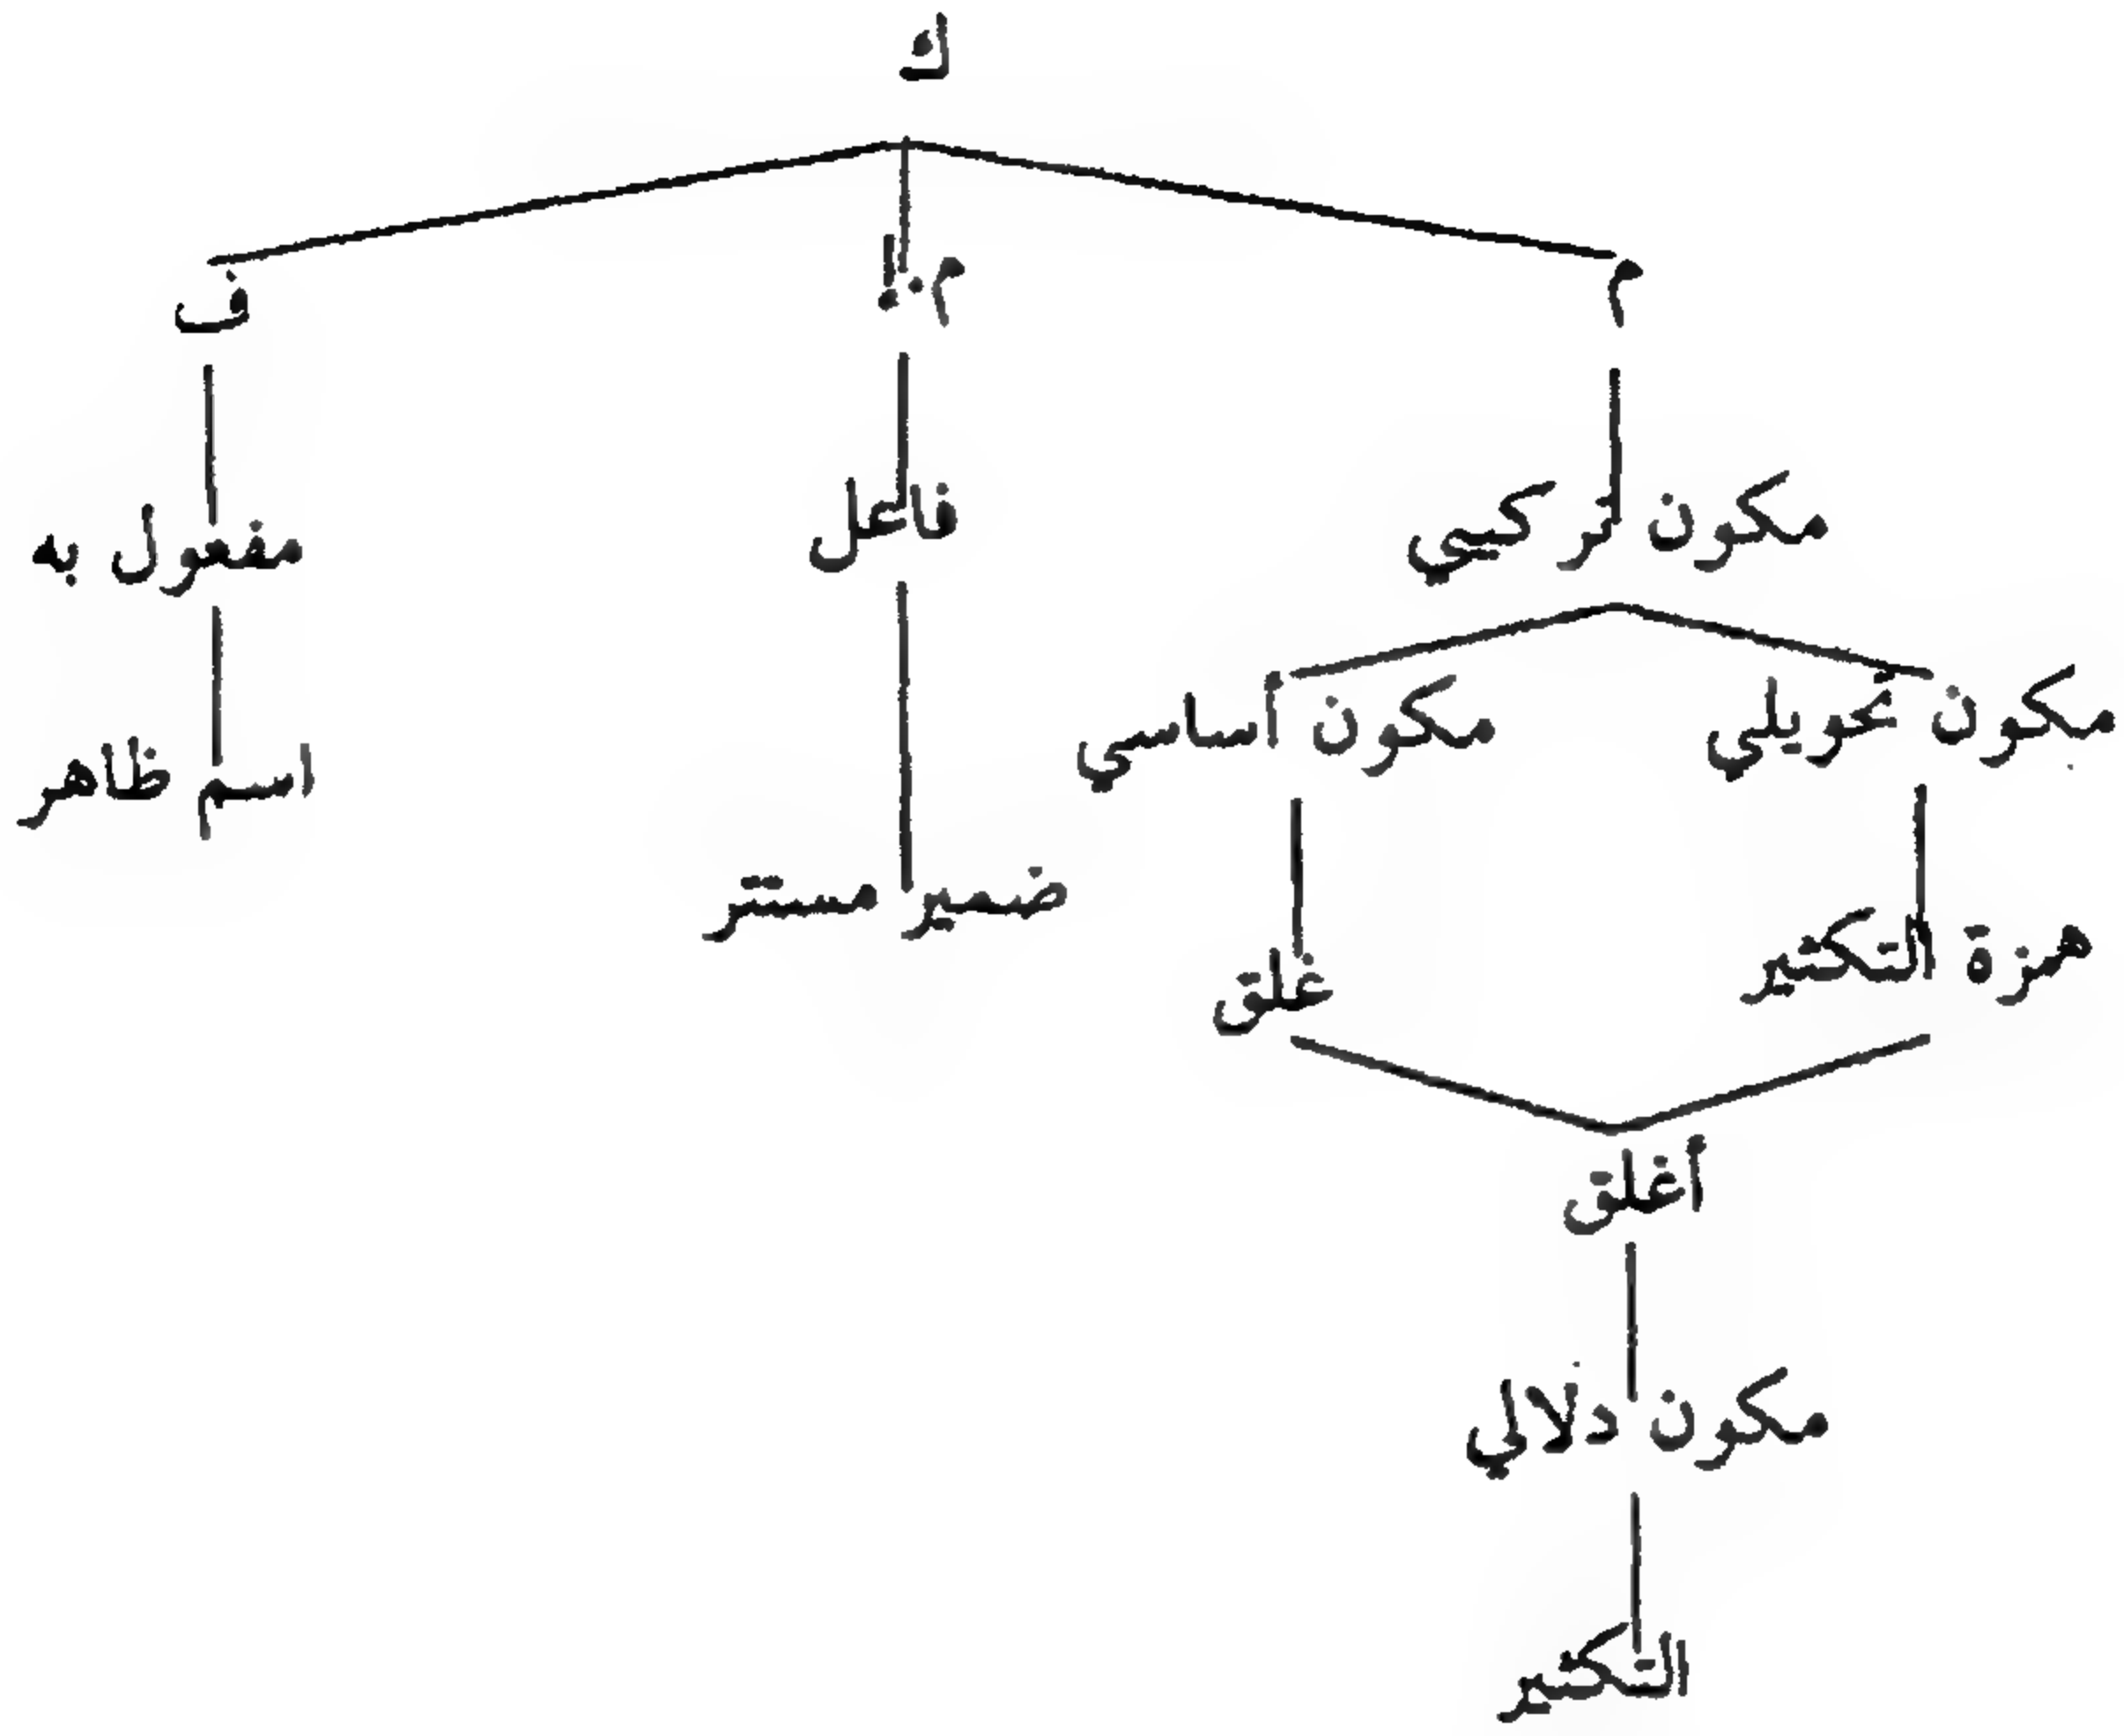 ك
م
م.إ
ف
مكون تركيبي
فاعل
مفعول به
مكون تحويلي
مكون أساسي
اسم ظاهر
همزة التكثير
غلق
ضمير مستتر
أغلق
مكون دلالي
التكثير